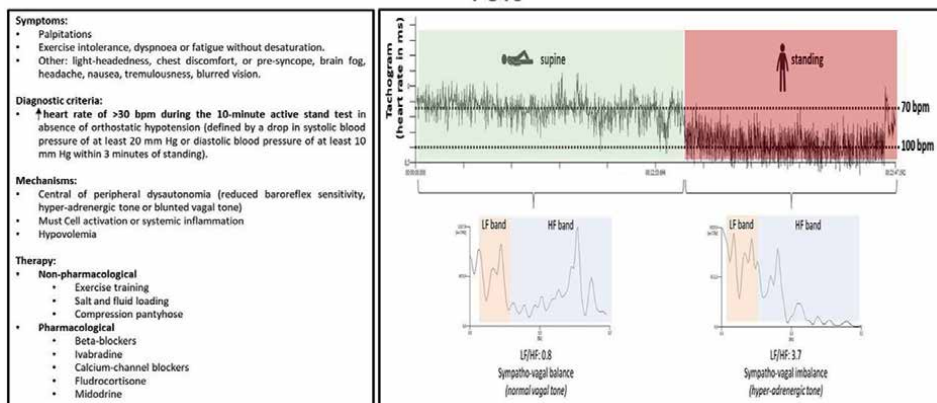 Symptoms:
• Palpitations
• Exercise intolerance, dyspnoea or fatigue without desaturation.
• Other: light-headedness, chest discomfort, or pre-syncope, brain fog,
headache, nausea, tremulousness, blurred vision.
Diagnostic criteria:
• ↑heart rate of >30 bpm during the 10-minute active stand test in
absence of orthostatic hypotension (defined by a drop in systolic blood
pressure of at least 20 mm Hg or diastolic blood pressure of at least 10
mm Hg within 3 minutes of standing).
Mechanisms:
• Central of peripheral dysautonomia (reduced baroreflex sensitivity,
hyper-adrenergic tone or blunted vagal tone)
• Must Cell activation or systemic inflammation
• Hypovolemia
Therapy:
• Non-pharmacological
• Exercise training
• Salt and fluid loading
• Compression pantyhose
• Pharmacological
• Beta-blockers
• Ivabradine
• Calcium-channel blockers
• Fludrocortisone
• Midodrine
Tachogram
(heart rate in ms)
supine
standing
70 bpm
100 bpm
LF band
HF band
LF band
HF band
LF/HF: 0.8
Sympatho-vagal balance
(normal vagal tone)
LF/HF: 3.7
Sympatho-vagal imbalance
(hyper-adrenergic tone)